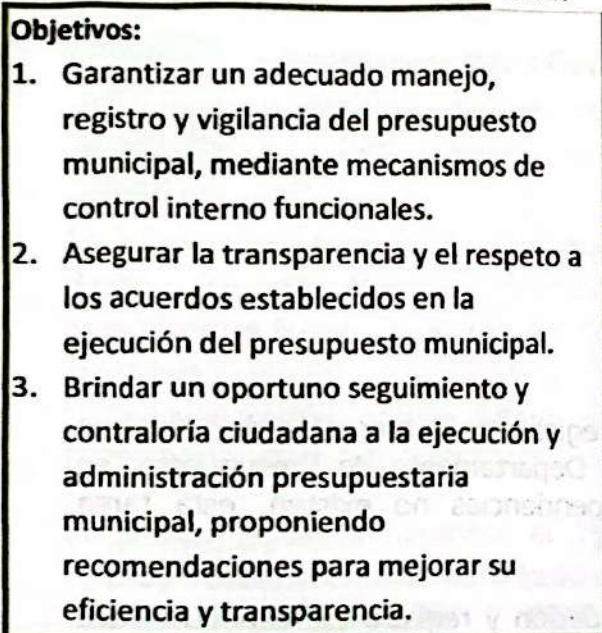 Objetivos:
1. Garantizar un adecuado manejo,
registro y vigilancia del presupuesto
municipal, mediante mecanismos de
control interno funcionales.
2. Asegurar la transparencia y el respeto a
los acuerdos establecidos en la
ejecución del presupuesto municipal.
3. Brindar un oportuno seguimiento y
contraloría ciudadana a la ejecución y
administración presupuestaria
municipal, proponiendo
recomendaciones para mejorar su
eficiencia y transparencia.